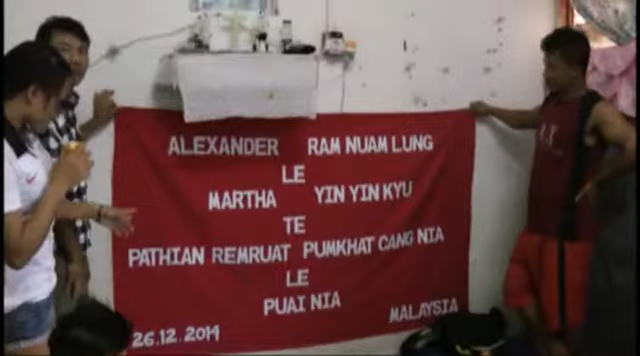 ALEXANDER RAM NUAM LUNG
LE
MARTHA YIN YIN KYU
TE
PATHIAN REMRUAT PUMKHAT CANG NIA
LE
PUAI NIA
26.12.2014 MALAYSIA